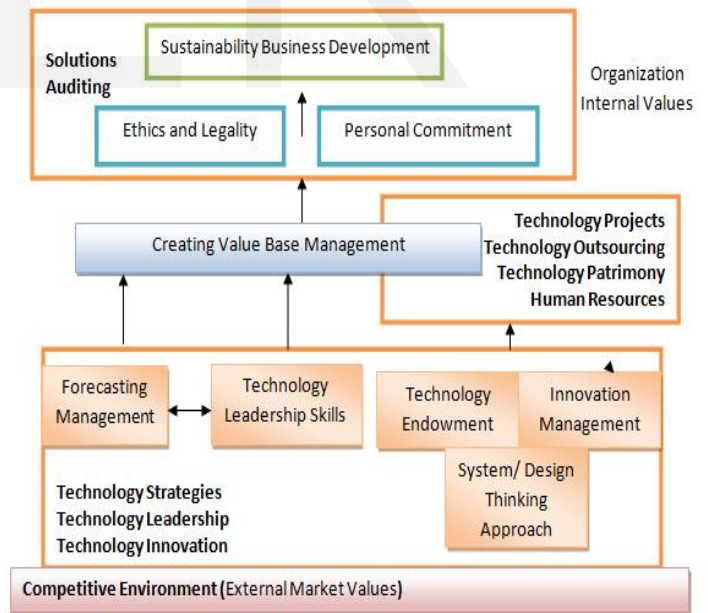 Sustainability Business Development
Solutions
Auditing
Organization
Internal Values
Ethics and Legality
Personal Commitment
Technology Projects
Technology Outsourcing
Technology Patrimony
Human Resources
Creating Value Base Management
Forecasting
Management
Technology
Leadership Skills
Technology
Endowment
Innovation
Management
System/ Design
Thinking
Approach
Technology Strategies
Technology Leadership
Technology Innovation
Competitive Environment (External Market Values)